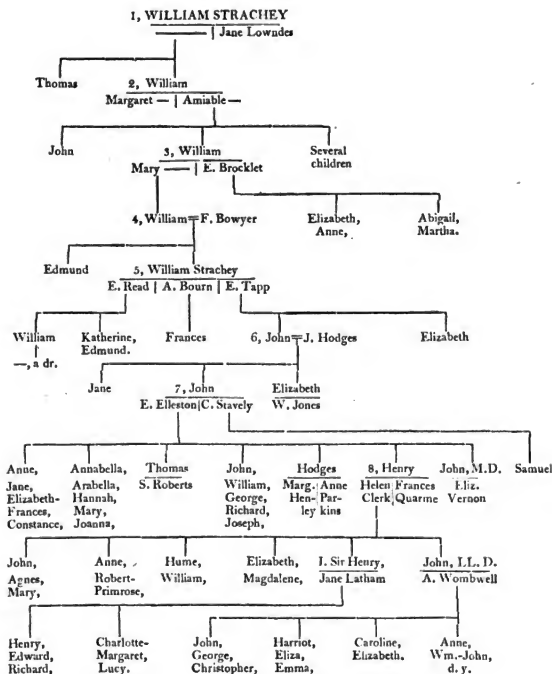 1, WILLIAM STRACHEY
—— | Jane Lowndes
Thomas
2, William
Margaret — | Amiable —
John
3, William
Several
children
Mary —— | E. Brocklet
4, William = F. Bowyer
Elizabeth,
Anne,
Abigail,
Martha.
Edmund
5, William Strachey
E. Read | A. Bourn | E. Tapp
William
—, a dr.
Katherine,
Edmund.
Frances
6, John = J. Hodges
Elizabeth
Jane
7, John
E. Elleston | C. Stavely
Elizabeth
W. Jones
Anne,
Jane,
Elizabeth-
Frances,
Constance,
Annabella,
Arabella,
Hannah,
Mary,
Joanna,
Thomas
S. Roberts
John,
William,
George,
Richard,
Joseph,
Hodges
Marg. | Anne
Hen- | Par-
ley | kins
8, Henry
Helen | Frances
Clerk | Quarme
John, M.D.
Eliz.
Vernon
Samuel
John,
Agnes,
Mary,
Anne,
Robert-
Primrose,
Hume,
William,
Elizabeth,
Magdalene,
I. Sir Henry,
Jane Latham
John, LL. D.
A. Wombwell
Henry,
Edward,
Richard,
Charlotte-
Margaret,
Lucy.
John,
George,
Christopher,
Harriot,
Eliza,
Emma,
Caroline,
Elizabeth.
Anne,
Wm.-John,
d. y.